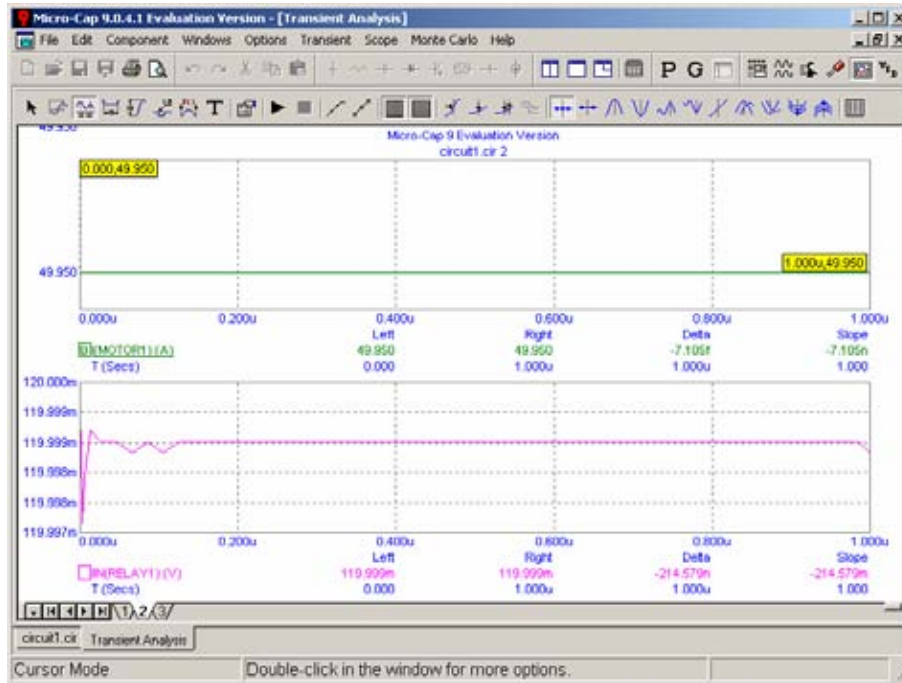 Micro-Cap 9.0.4.1 Evaluation Version - [Transient Analysis]
File Edit Component Windows Options Transient Scope Monte Carlo Help
P G
T
Micro-Cap 9 Evaluation Version
circuit1.cir 2
0.000,49.950
49.950
1.000u,49.950
0.000u 0.200u 0.400u 0.600u 0.800u 1.000u
Left Right Delta Slope
(MOTOR1) (A) 49.950 49.950 -7.105f -7.105n
T (Secs) 0.000 1.000u 1.000u 1.000
120.000m
119.999m
119.999m
119.998m
119.998m
119.997m
0.000u 0.200u 0.400u 0.600u 0.800u 1.000u
Left Right Delta Slope
IN(RELAY1) (V) 119.999m 119.999m -214.579n -214.579n
T (Secs) 0.000 1.000u 1.000u 1.000
1 2 3
circuit1.cir Transient Analysis
Cursor Mode Double-click in the window for more options.